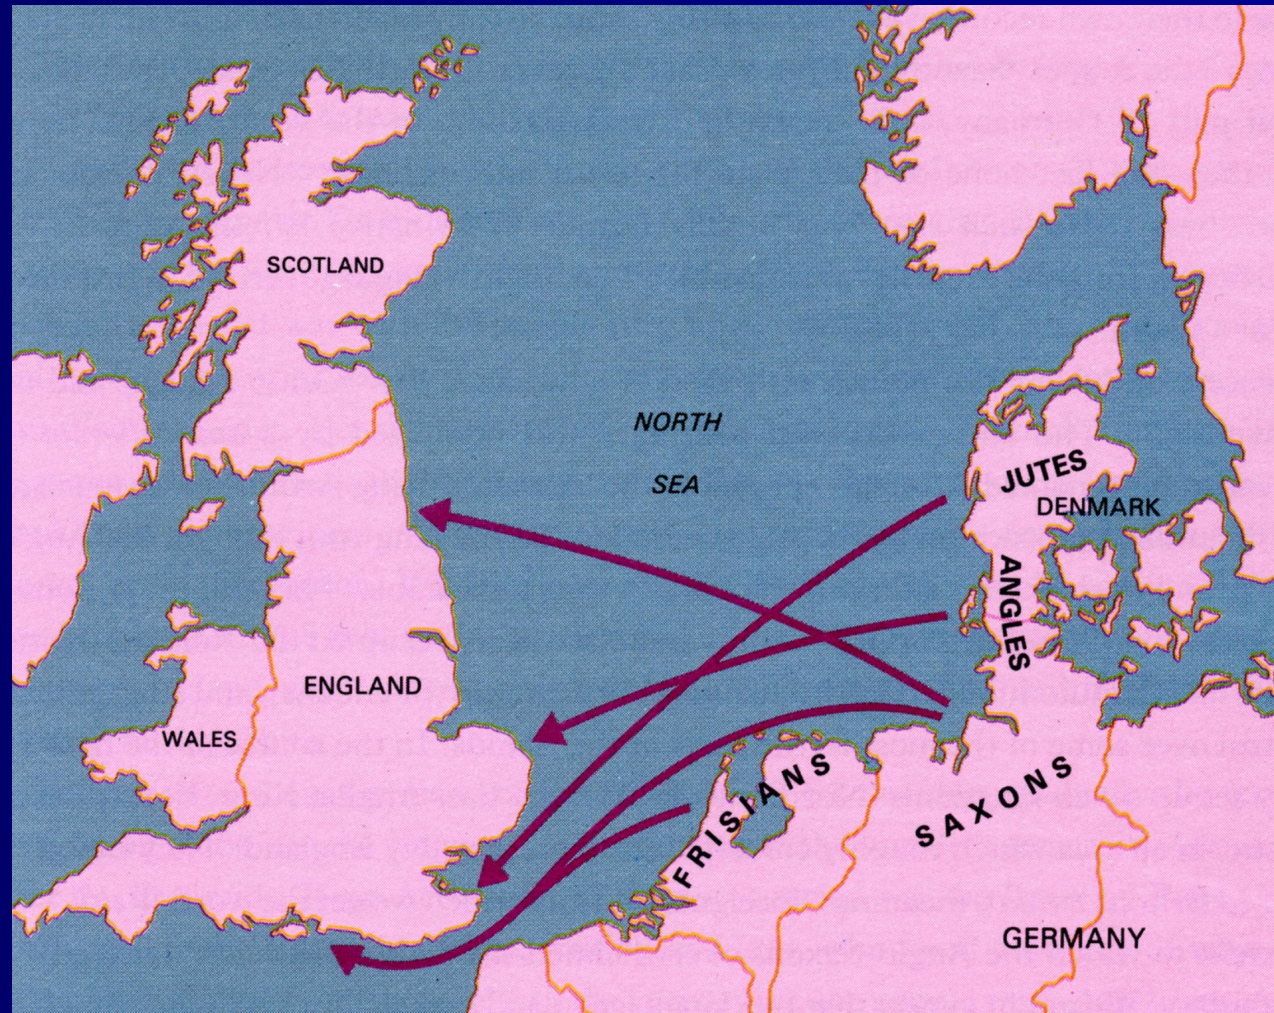 SCOTLAND
NORTH
SEA
JUTES
DENMARK
ANGLES
ENGLAND
WALES
FRISIANS
SAXONS
GERMANY